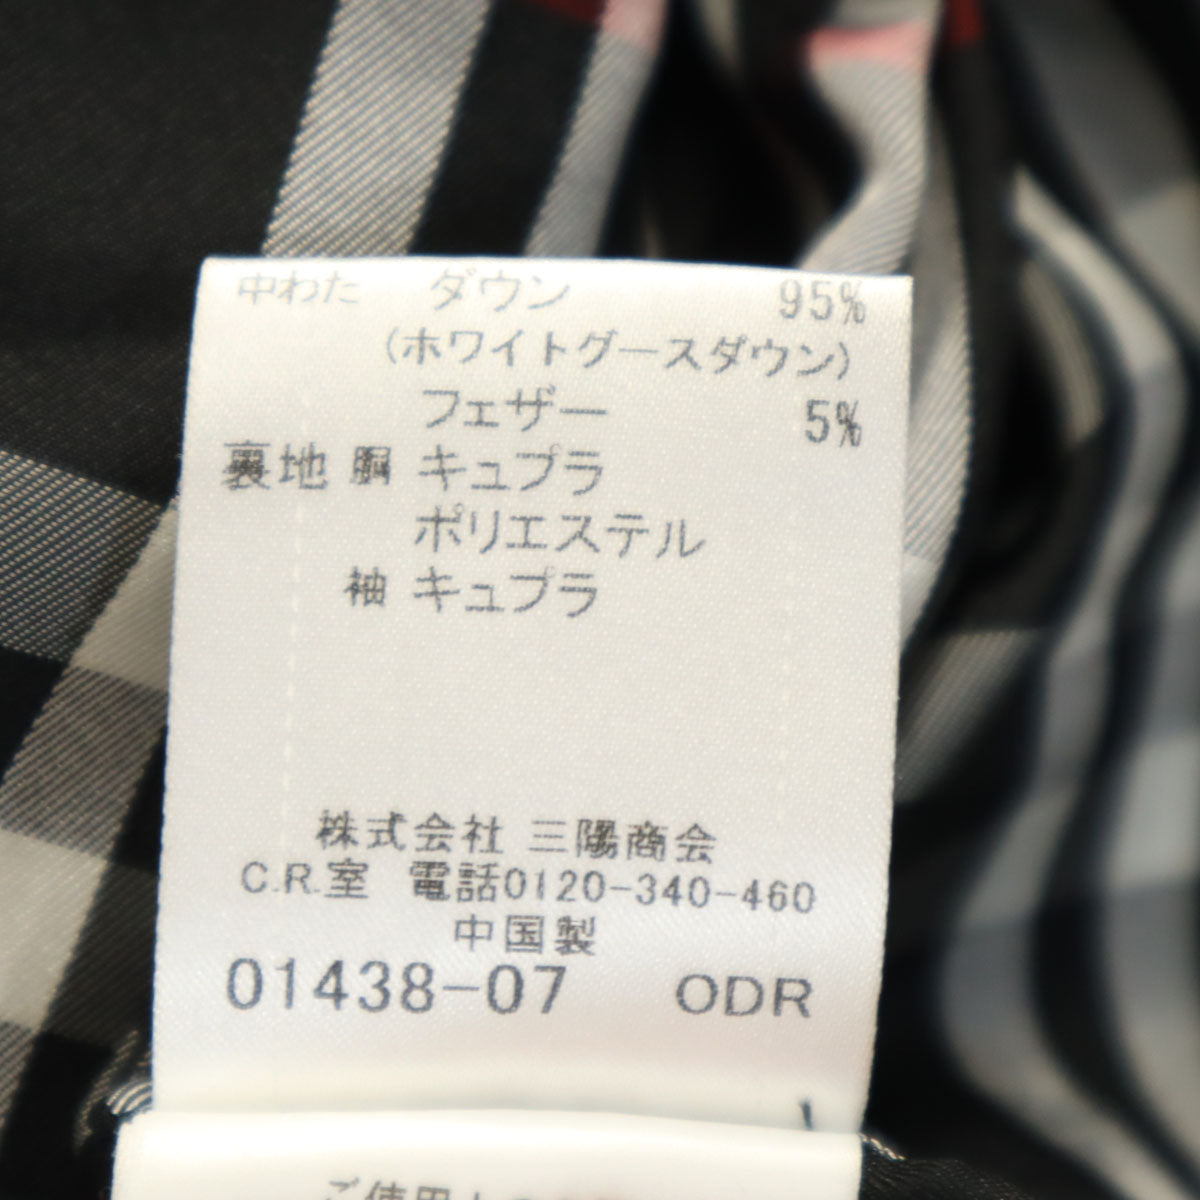 中わた ダウン 95%
(ホワイトグースダウン)
フェザー 5%
裏地 胴 キュプラ
ポリエステル
袖 キュプラ
株式会社 三陽商会
C.R.室 電話0120-340-460
中国製
01438-07 ODR
ご使用